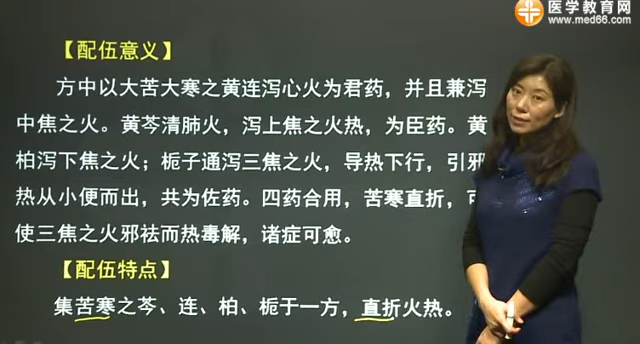 医学教育网
www.med66.com
【配伍意义】
方中以大苦大寒之黄连泻心火为君药，并且兼泻
中焦之火。黄芩清肺火，泻上焦之火热，为臣药。黄
柏泻下焦之火；栀子通泻三焦之火，导热下行，引邪
热从小便而出，共为佐药。四药合用，苦寒直折，
使三焦之火邪祛而热毒解，诸症可愈。
【配伍特点】
集苦寒之芩、连、柏、栀于一方，直折火热。